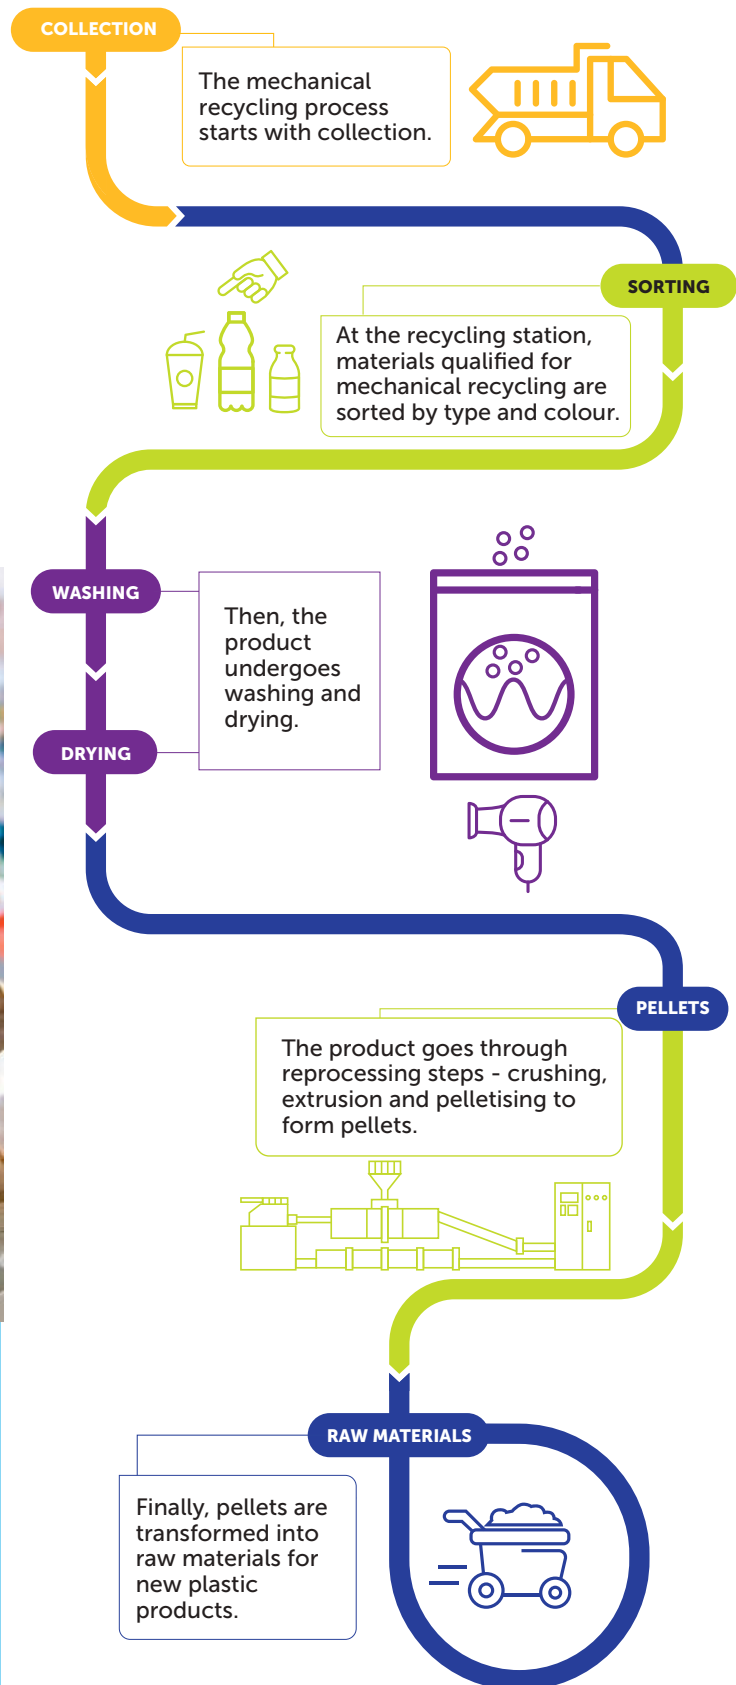 COLLECTION
The mechanical
recycling process
starts with collection.
SORTING
At the recycling station,
materials qualified for
mechanical recycling are
sorted by type and colour.
WASHING
Then, the
product
undergoes
washing and
drying.
DRYING
PELLETS
The product goes through
reprocessing steps - crushing,
extrusion and pelletising to
form pellets.
RAW MATERIALS
Finally, pellets are
transformed into
raw materials for
new plastic
products.